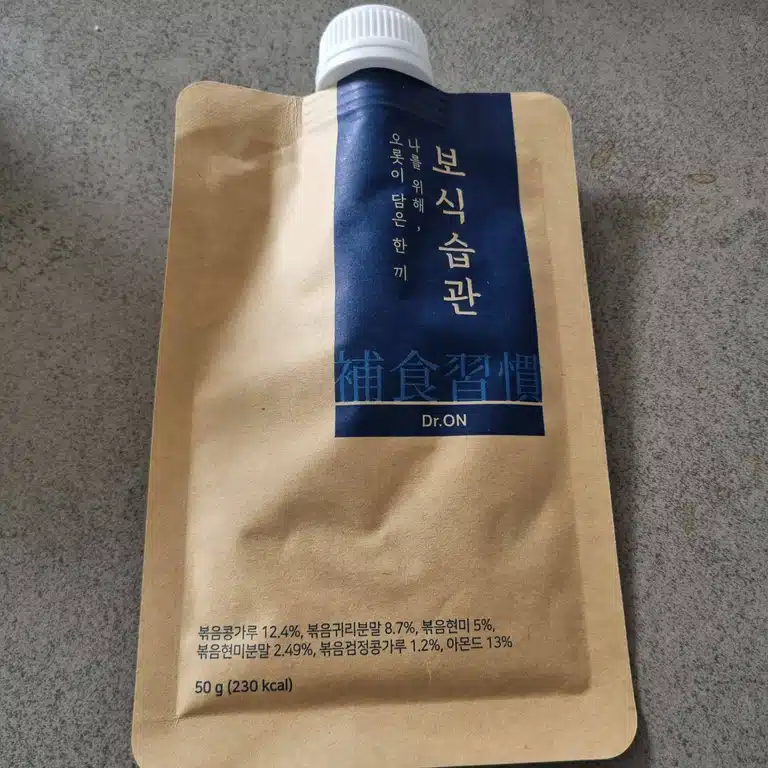 보식습관
나를 위해,
오롯이 담은 한 끼
補食習慣
Dr.ON
볶음콩가루 12.4%, 볶음귀리분말 8.7%, 볶음현미 5%,
볶음현미분말 2.49%, 볶음검정콩가루 1.2%, 아몬드 13%
50 g (230 kcal)